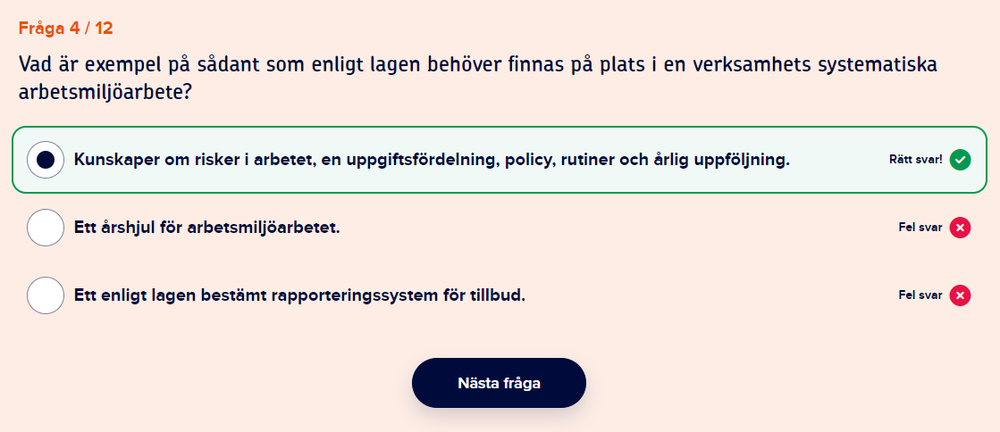 Fråga 4 / 12
Vad är exempel på sådant som enligt lagen behöver finnas på plats i en verksamhets systematiska
arbetsmiljöarbete?
Kunskaper om risker i arbetet, en uppgiftsfördelning, policy, rutiner och årlig uppföljning.
Rätt svar!
Ett årshjul för arbetsmiljöarbetet.
Fel svar
Ett enligt lagen bestämt rapporteringssystem för tillbud.
Fel svar
Nästa fråga